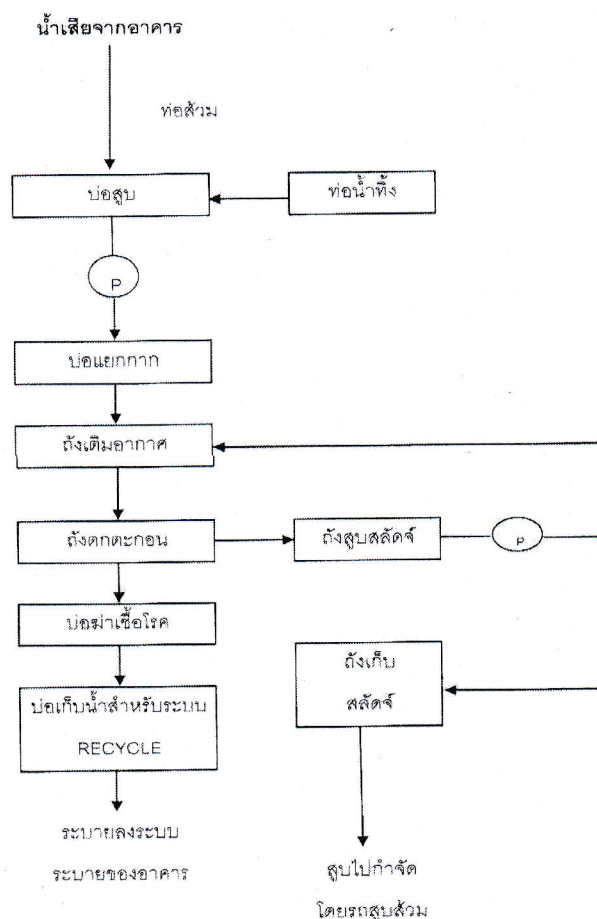 น้ำเสียจากอาคาร
ท่อส้วม
บ่อสูบ
ท่อน้ำทิ้ง
P
บ่อแยกกาก
ถังเติมอากาศ
ถังตกตะกอน
ถังสูบสลัดจ์
P
บ่อฆ่าเชื้อโรค
ถังเก็บ
สลัดจ์
บ่อเก็บน้ำสำหรับระบบ
RECYCLE
ระบายลงระบบ
ระบายของอาคาร
สูบไปกำจัด
โดยรถสูบส้วม